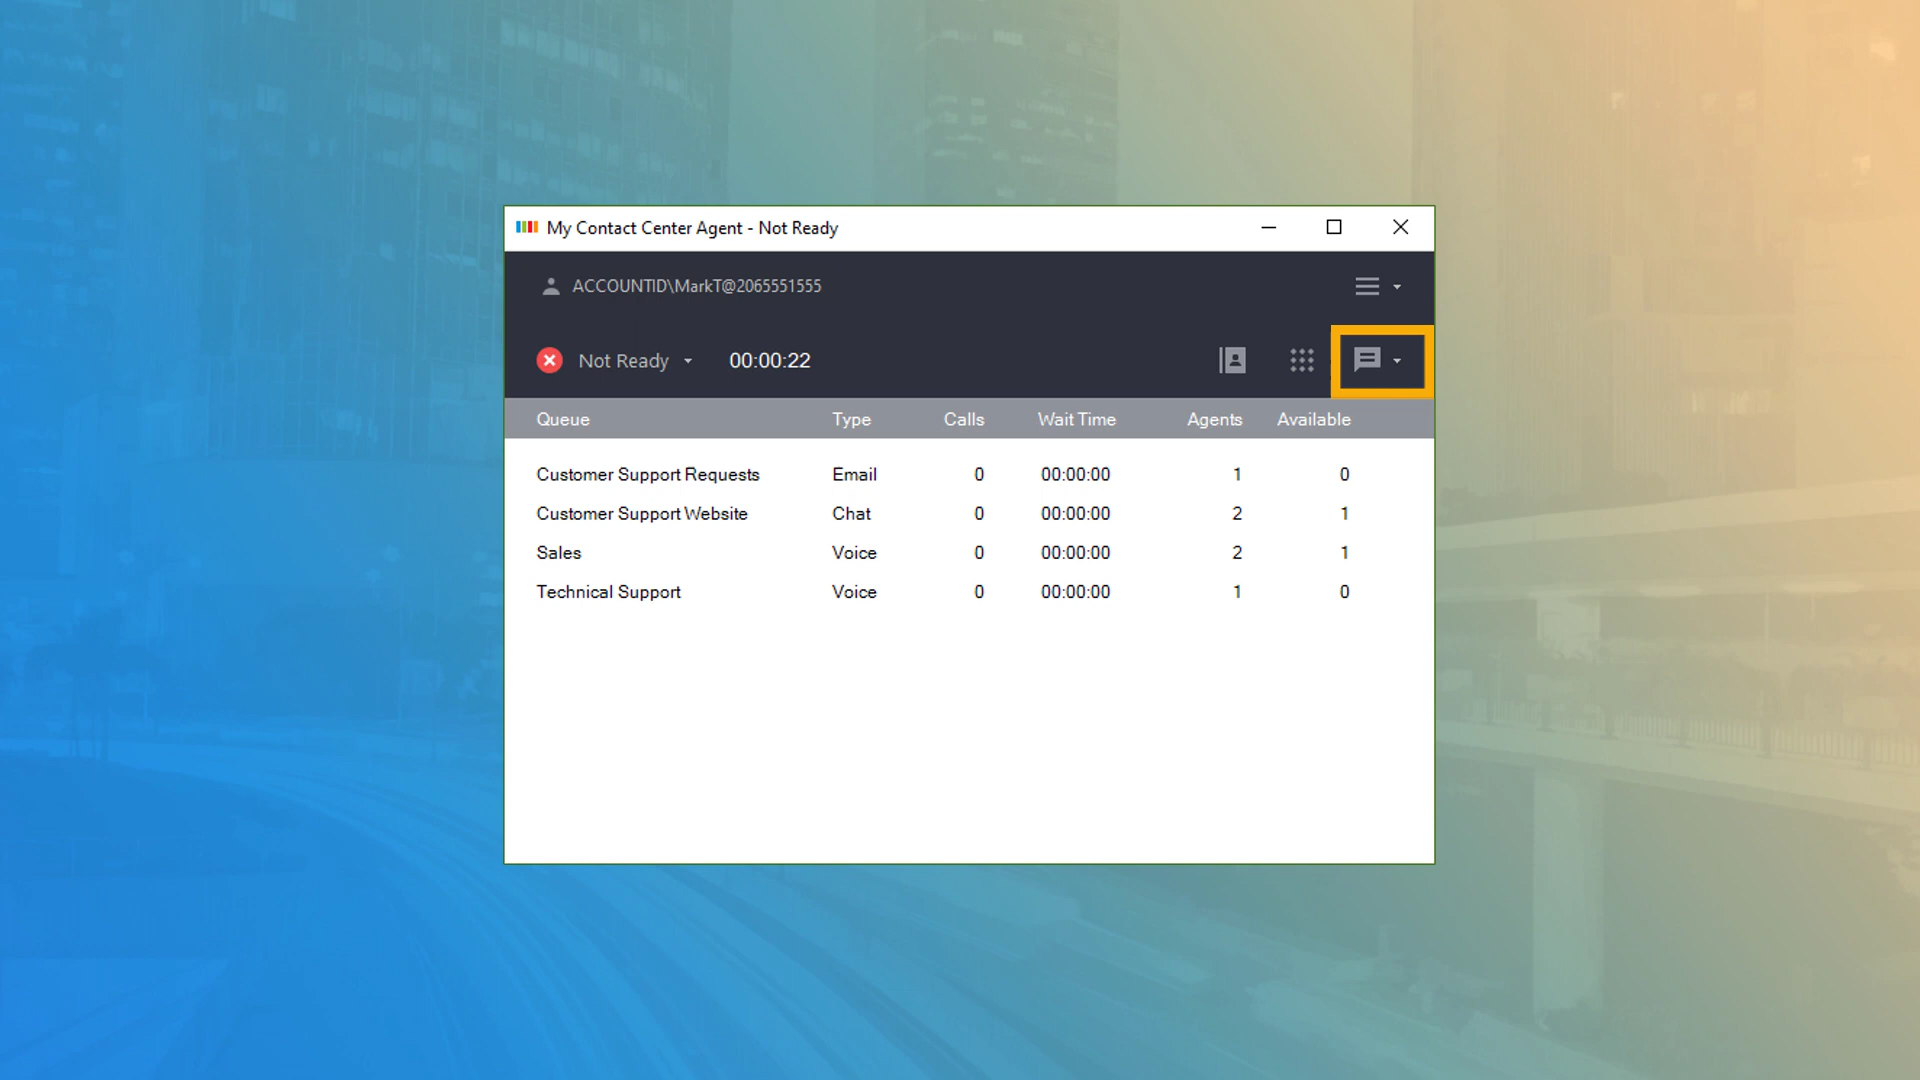 My Contact Center Agent - Not Ready
ACCOUNTID\MarkT@2065551555
Not Ready 00:00:22
Queue Type Calls Wait Time Agents Available
Customer Support Requests Email 0 00:00:00 1 0
Customer Support Website Chat 0 00:00:00 2 1
Sales Voice 0 00:00:00 2 1
Technical Support Voice 0 00:00:00 1 0